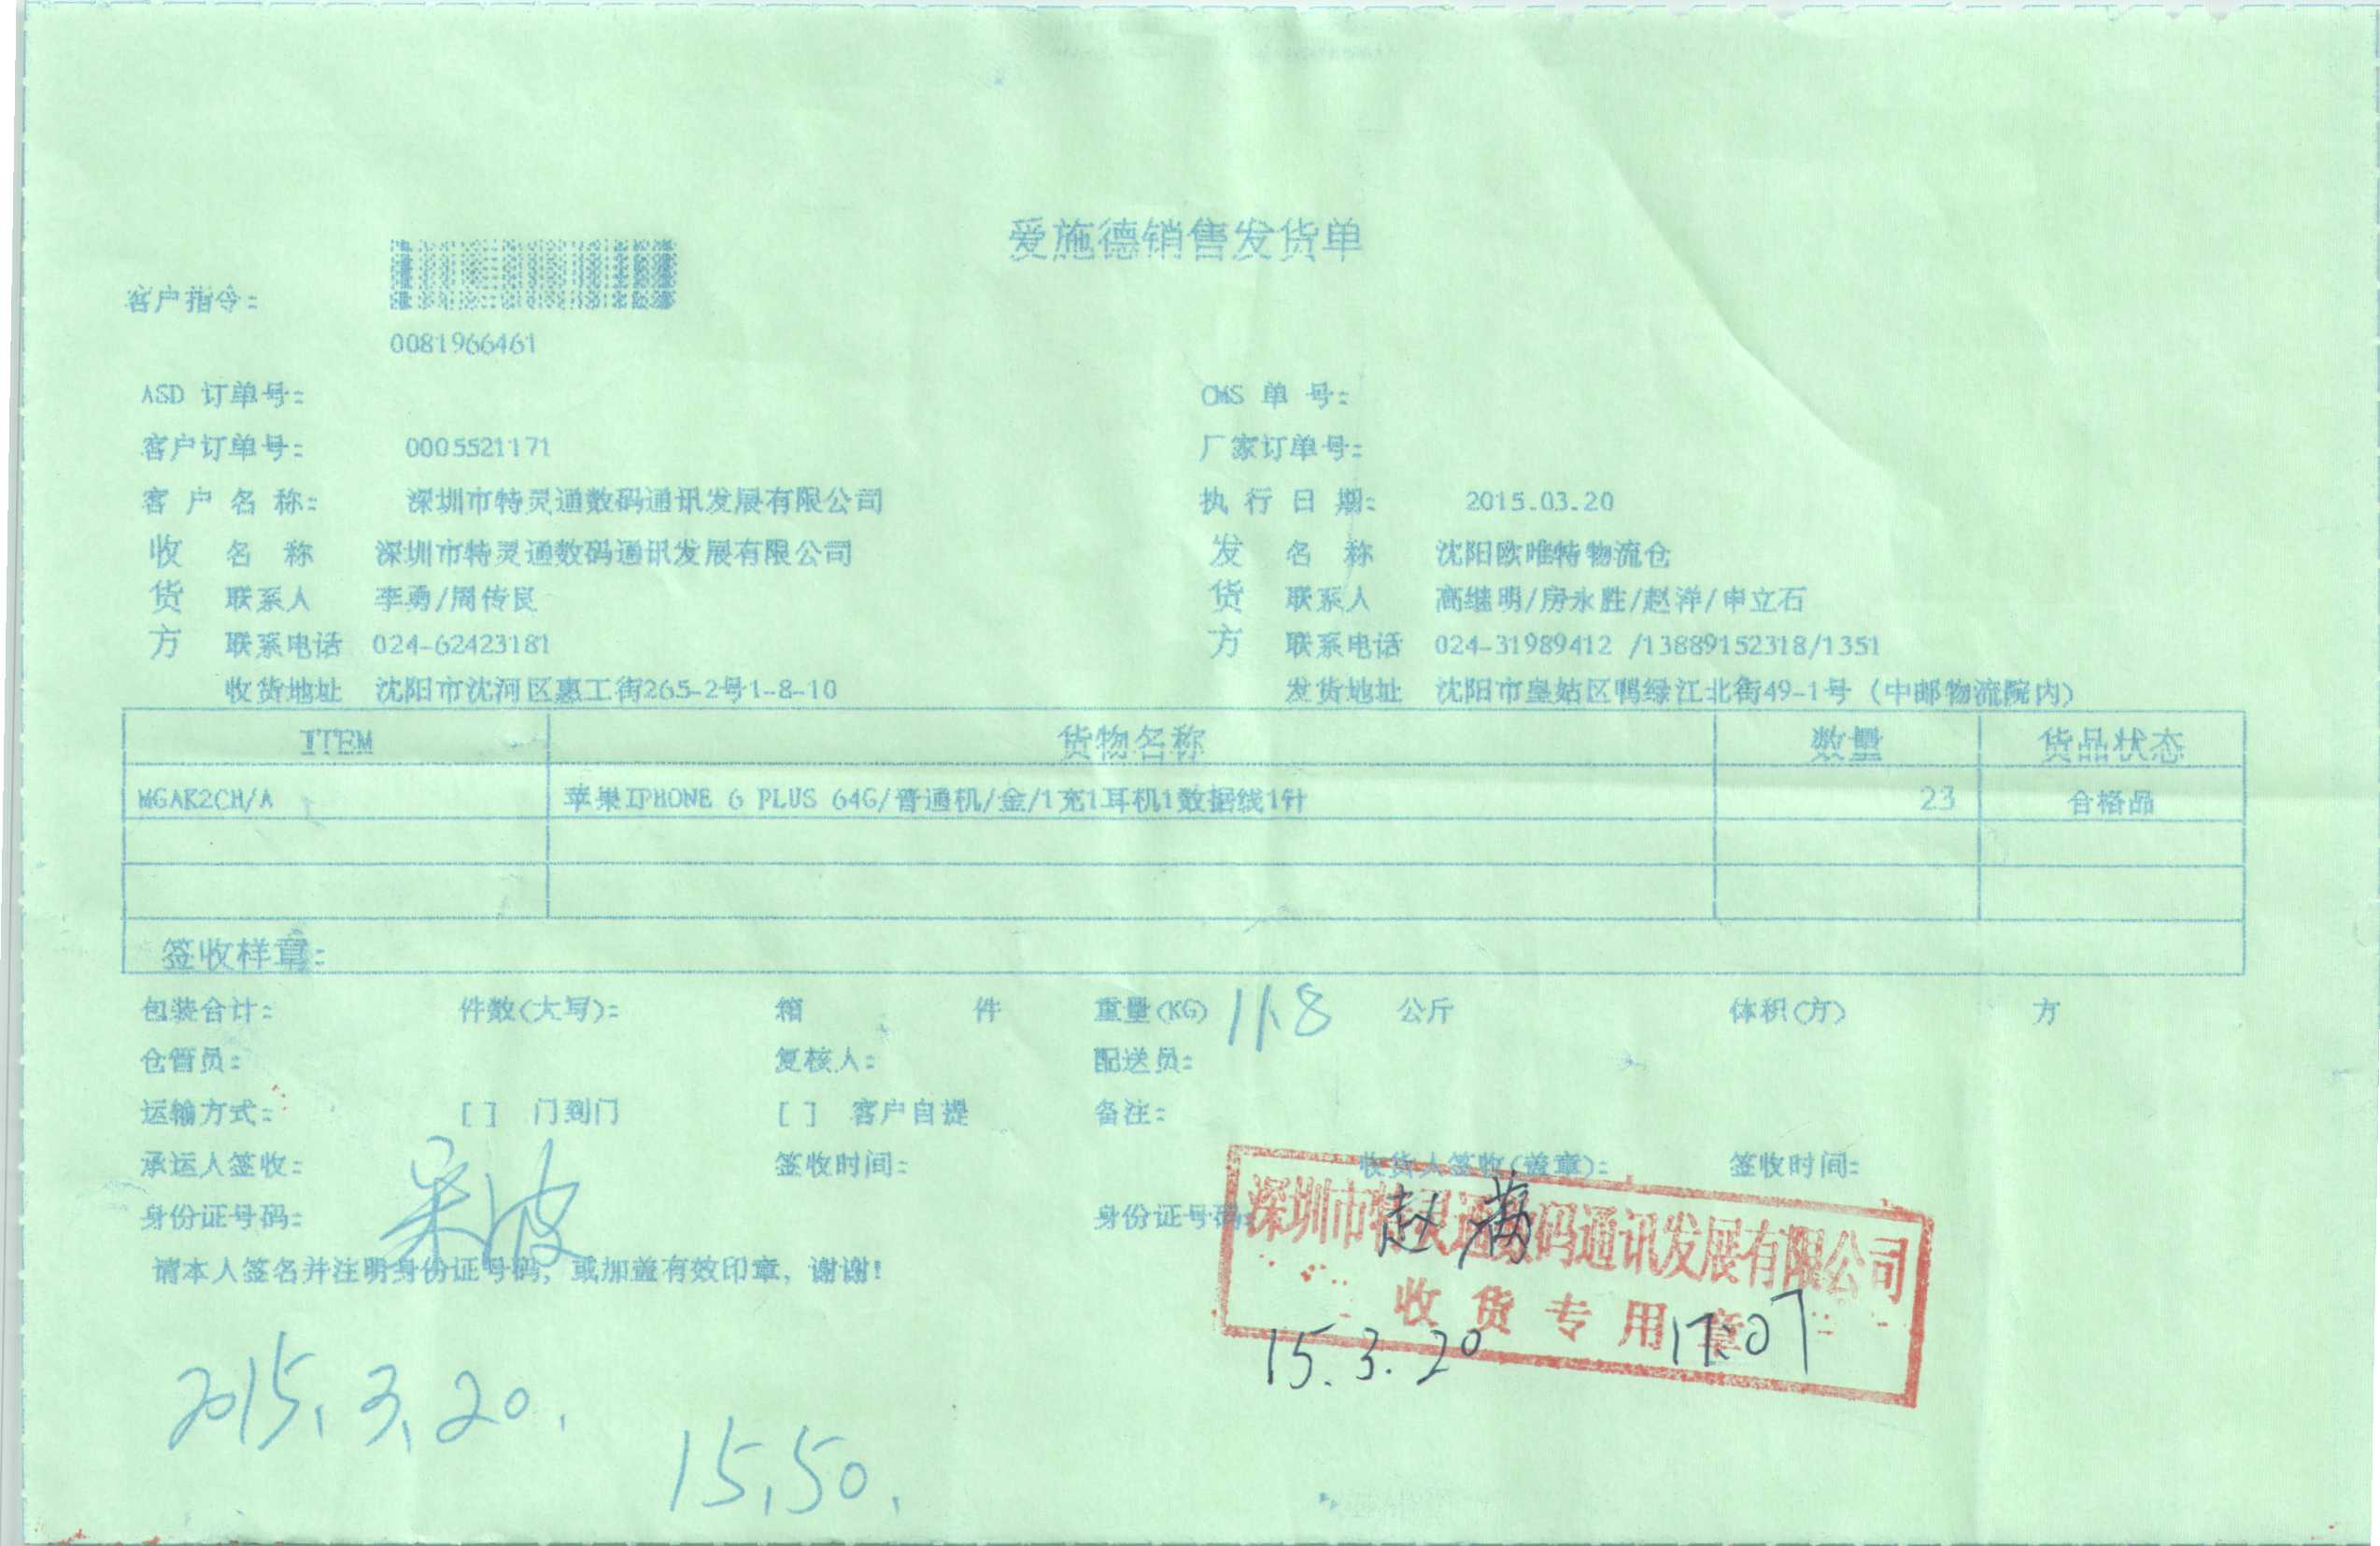 爱施德销售发货单
客户指令:
0081966461
ASD 订单号: CMS 单 号:
客户订单号: 0005521171 厂家订单号:
客 户 名 称: 深圳市特灵通数码通讯发展有限公司 执 行 日 期: 2015.03.20
收 名 称 深圳市特灵通数码通讯发展有限公司 发 名 称 沈阳欧唯特物流仓
货 联系人 李勇/周传良 货 联系人 高继明/房永胜/赵洋/申立石
方 联系电话 024-62423181 方 联系电话 024-31989412 /13889152318/1351
收货地址 沈阳市沈河区惠工街265-2号1-8-10 发货地址 沈阳市皇姑区鸭绿江北街49-1号 (中邮物流院内)
ITEM 货物名称 数量 货品状态
MGAK2CH/A 苹果IPHONE 6 PLUS 64G/普通机/金/1充1耳机1数据线1针 23 合格品
签收样章:
包装合计: 件数(大写): 箱 件 重量(KG) 11.8 公斤 体积(方) 方
仓管员: 复核人: 配送员:
运输方式: [ ] 门到门 [ ] 客户自提 备注:
承运人签收: 签收时间: 收货人签收(盖章): 签收时间:
身份证号码: 身份证号码:
深圳市特灵通数码通讯发展有限公司
请本人签名并注明身份证号码, 或加盖有效印章, 谢谢!
收货专用章
15.3.20 17:07
2015.3.20.
15.50.